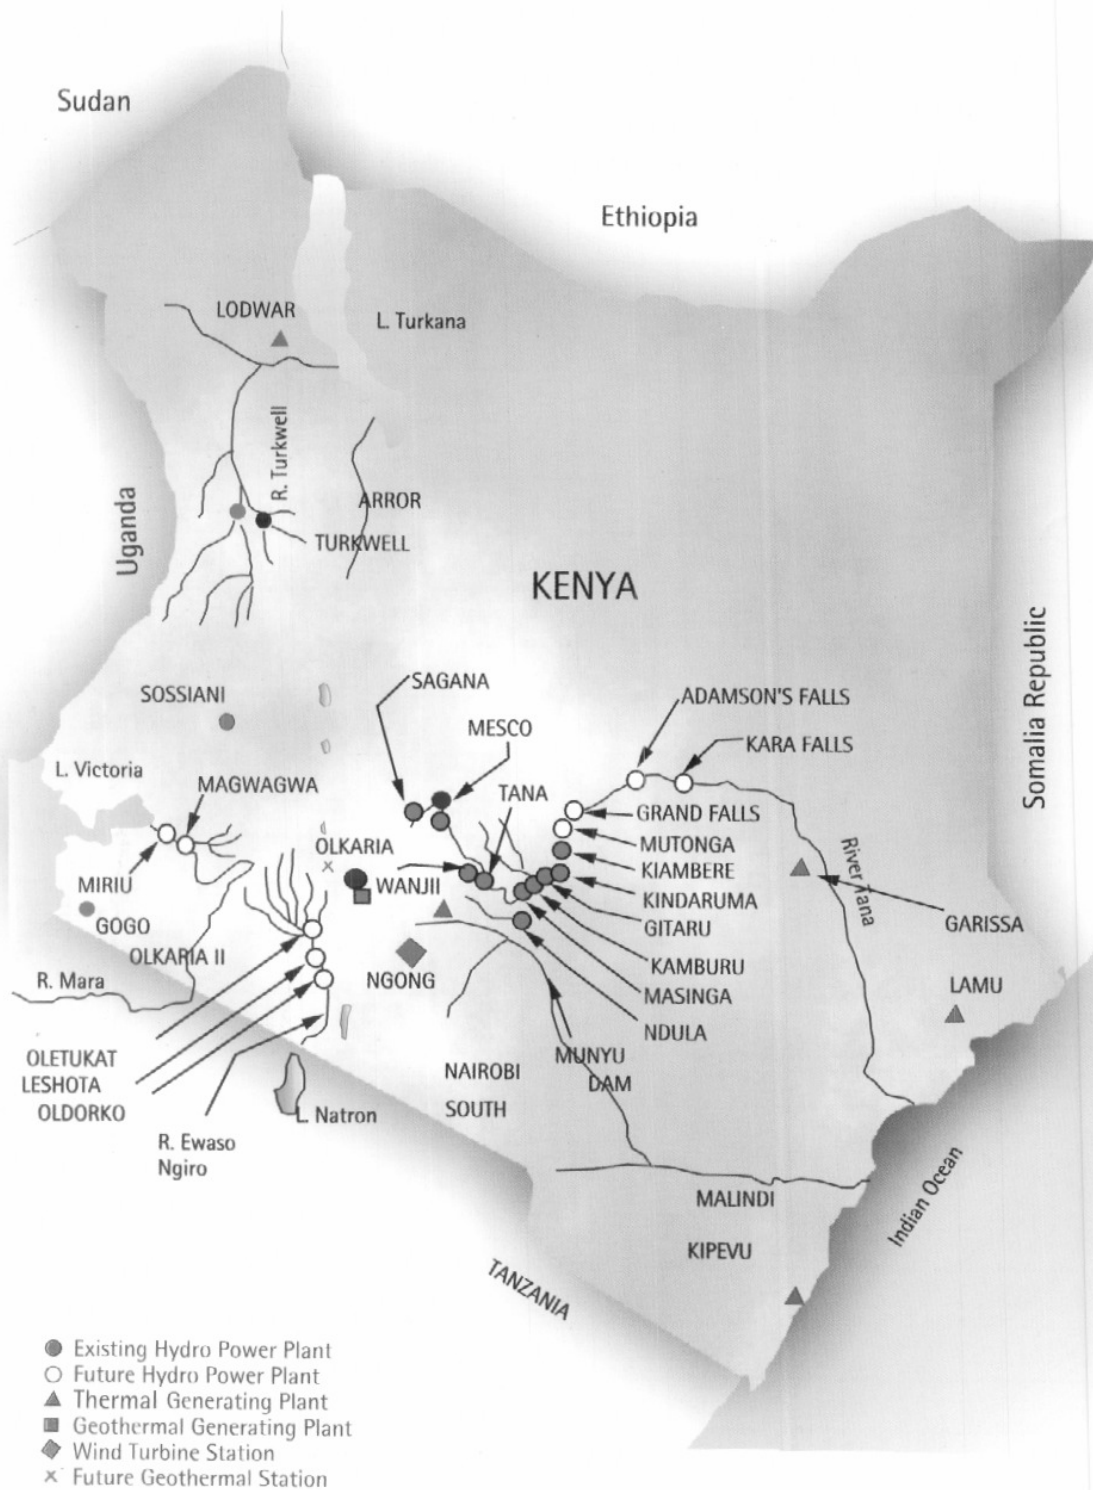 Sudan
Ethiopia
LODWAR
L. Turkana
R. Turkwell
ARROR
Uganda
TURKWELL
KENYA
Somalia Republic
SAGANA
SOSSIANI
ADAMSON'S FALLS
MESCO
KARA FALLS
L. Victoria
MAGWAGWA
TANA
GRAND FALLS
OLKARIA
MUTONGA
KIAMBERE
MIRIU
WANJII
River Tana
KINDARUMA
GOGO
GITARU
GARISSA
OLKARIA II
KAMBURU
R. Mara
NGONG
LAMU
MASINGA
NDULA
OLETUKAT
MUNYU
DAM
LESHOTA
NAIROBI
SOUTH
OLDORKO
L. Natron
R. Ewaso
Ngiro
Indian Ocean
MALINDI
KIPEVU
TANZANIA
Existing Hydro Power Plant
Future Hydro Power Plant
Thermal Generating Plant
Geothermal Generating Plant
Wind Turbine Station
Future Geothermal Station